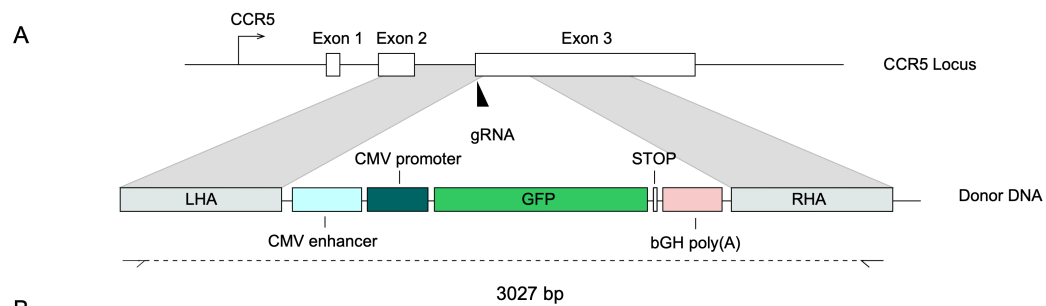 A
CCR5
Exon 1 Exon 2 Exon 3
CCR5 Locus
gRNA
CMV promoter STOP
LHA GFP RHA Donor DNA
CMV enhancer bGH poly(A)
3027 bp